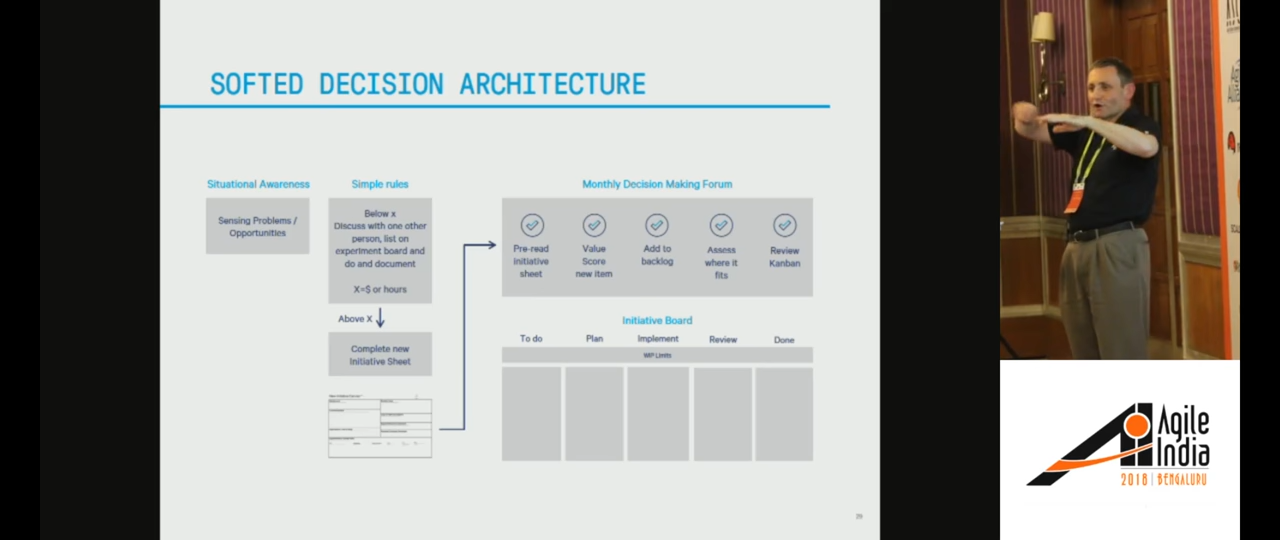 SOFTED DECISION ARCHITECTURE
Situational Awareness
Sensing Problems /
Opportunities
Simple rules
Below x
Discuss with one other
person, list on
experiment board and
do and document
X=$ or hours
Above X
Complete new
Initiative Sheet
Monthly Decision Making Forum
Pre-read
initiative
sheet
Value
Score
new item
Add to
backlog
Assess
where it
fits
Review
Kanban
Initiative Board
To do
Plan
Implement
Review
Done
WIP Limits
29
Agile
India
2018 | BENGALURU